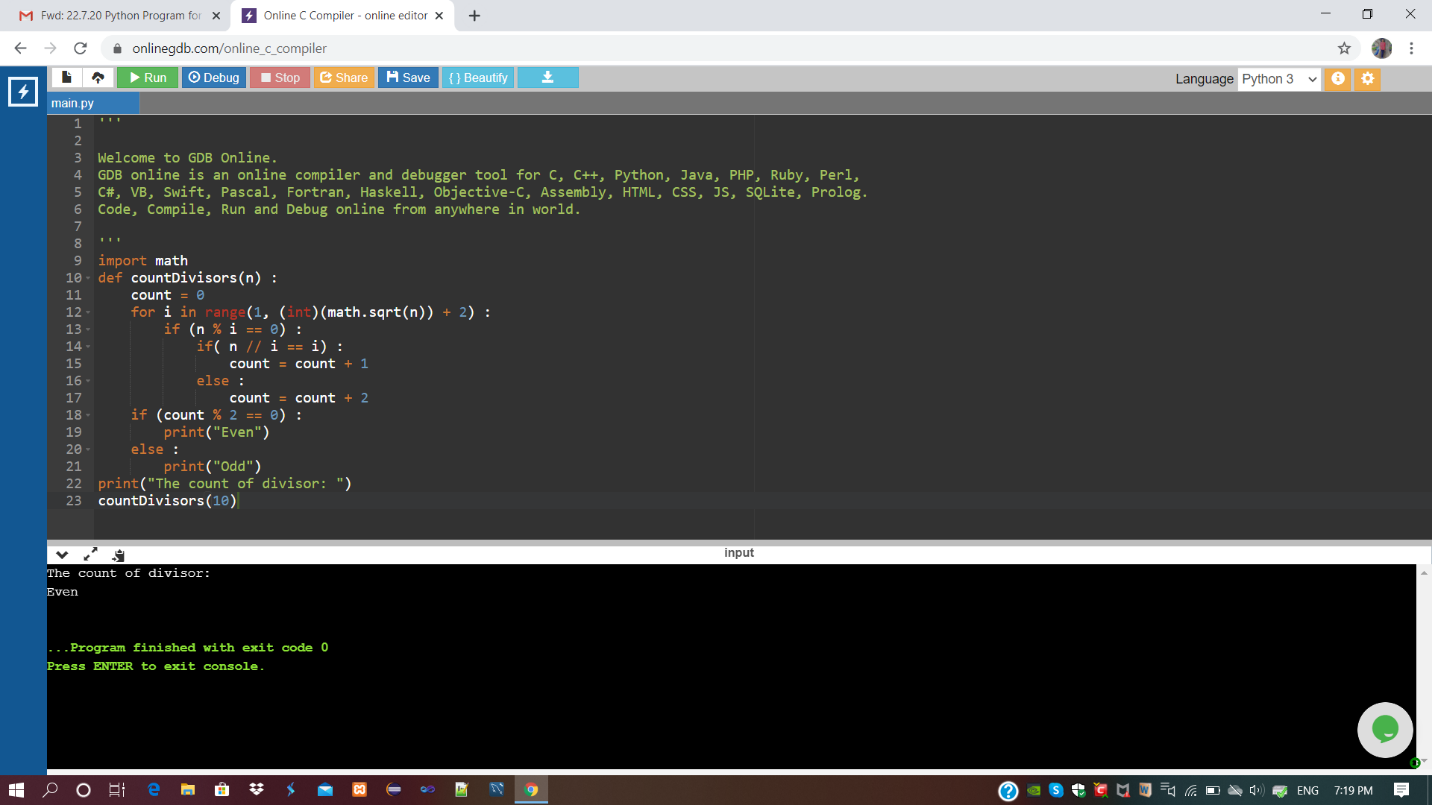 Fwd: 22.7.20 Python Program for
Online C Compiler - online editor
onlinegdb.com/online_c_compiler
Run Debug Stop Share Save { } Beautify
Language Python 3
main.py
1 '''
2
3 Welcome to GDB Online.
4 GDB online is an online compiler and debugger tool for C, C++, Python, Java, PHP, Ruby, Perl,
5 C#, VB, Swift, Pascal, Fortran, Haskell, Objective-C, Assembly, HTML, CSS, JS, SQLite, Prolog.
6 Code, Compile, Run and Debug online from anywhere in world.
7
8 '''
9 import math
10 def countDivisors(n) :
11     count = 0
12     for i in range(1, (int)(math.sqrt(n)) + 2) :
13         if (n % i == 0) :
14             if( n // i == i) :
15                 count = count + 1
16             else :
17                 count = count + 2
18     if (count % 2 == 0) :
19         print("Even")
20     else :
21         print("Odd")
22 print("The count of divisor: ")
23 countDivisors(10)
input
The count of divisor:
Even
...Program finished with exit code 0
Press ENTER to exit console.
ENG 7:19 PM